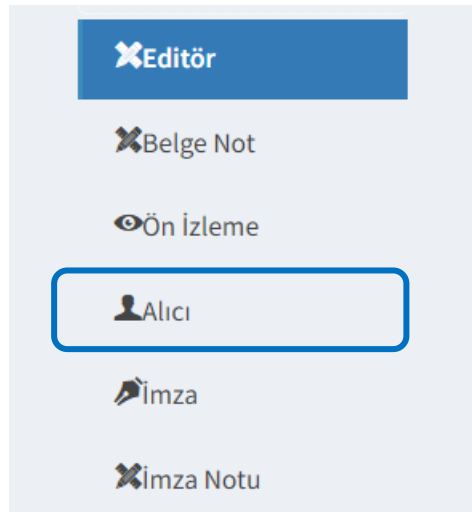 Editör
Belge Not
Ön İzleme
Alıcı
İmza
İmza Notu